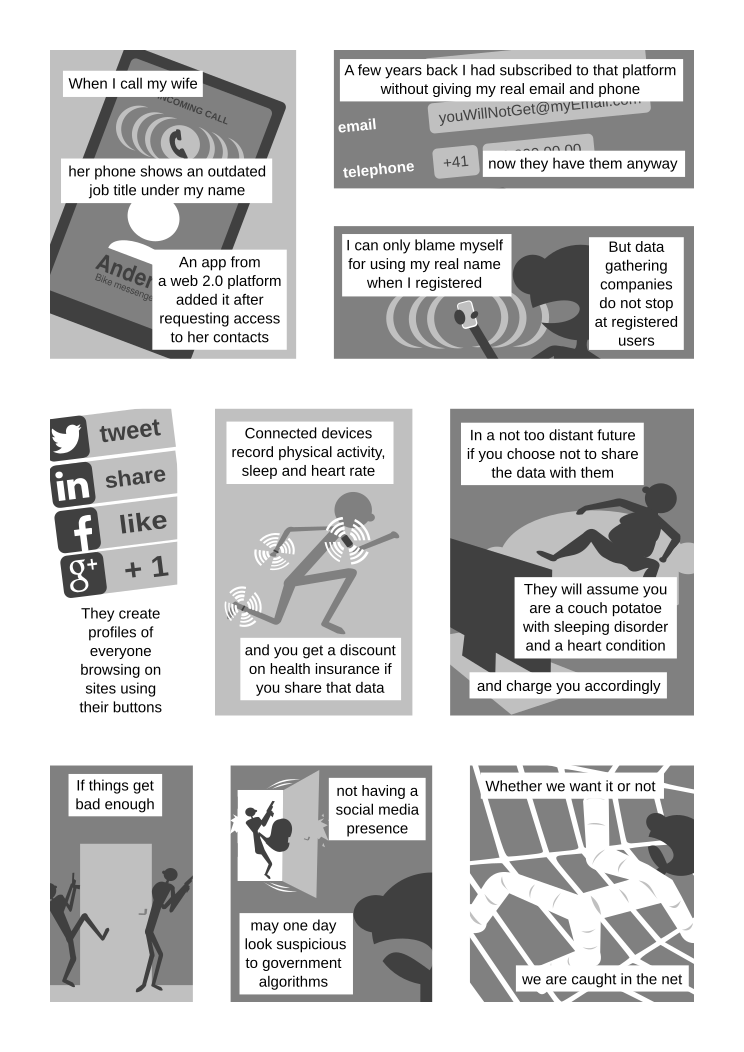 When I call my wife
INCOMING CALL
her phone shows an outdated
job title under my name
Ander
Bike messenge
An app from
a web 2.0 platform
added it after
requesting access
to her contacts
A few years back I had subscribed to that platform
without giving my real email and phone
email
youWillNotGet@myEmail.com
telephone
+41
now they have them anyway
I can only blame myself
for using my real name
when I registered
But data
gathering
companies
do not stop
at registered
users
tweet
in share
f like
g+ + 1
They create
profiles of
everyone
browsing on
sites using
their buttons
Connected devices
record physical activity,
sleep and heart rate
and you get a discount
on health insurance if
you share that data
In a not too distant future
if you choose not to share
the data with them
They will assume you
are a couch potatoe
with sleeping disorder
and a heart condition
and charge you accordingly
If things get
bad enough
not having a
social media
presence
may one day
look suspicious
to government
algorithms
Whether we want it or not
we are caught in the net